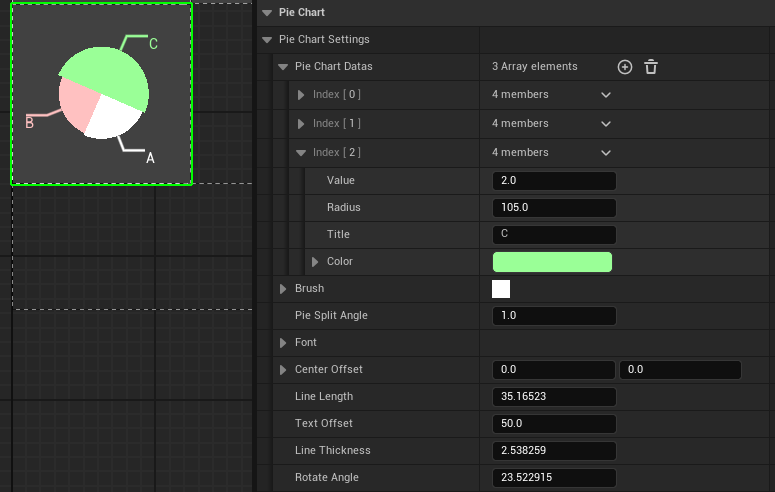 C
B
A
Pie Chart
Pie Chart Settings
Pie Chart Datas 3 Array elements
Index [ 0 ] 4 members
Index [ 1 ] 4 members
Index [ 2 ] 4 members
Value 2.0
Radius 105.0
Title C
Color
Brush
Pie Split Angle 1.0
Font
Center Offset 0.0 0.0
Line Length 35.16523
Text Offset 50.0
Line Thickness 2.538259
Rotate Angle 23.522915